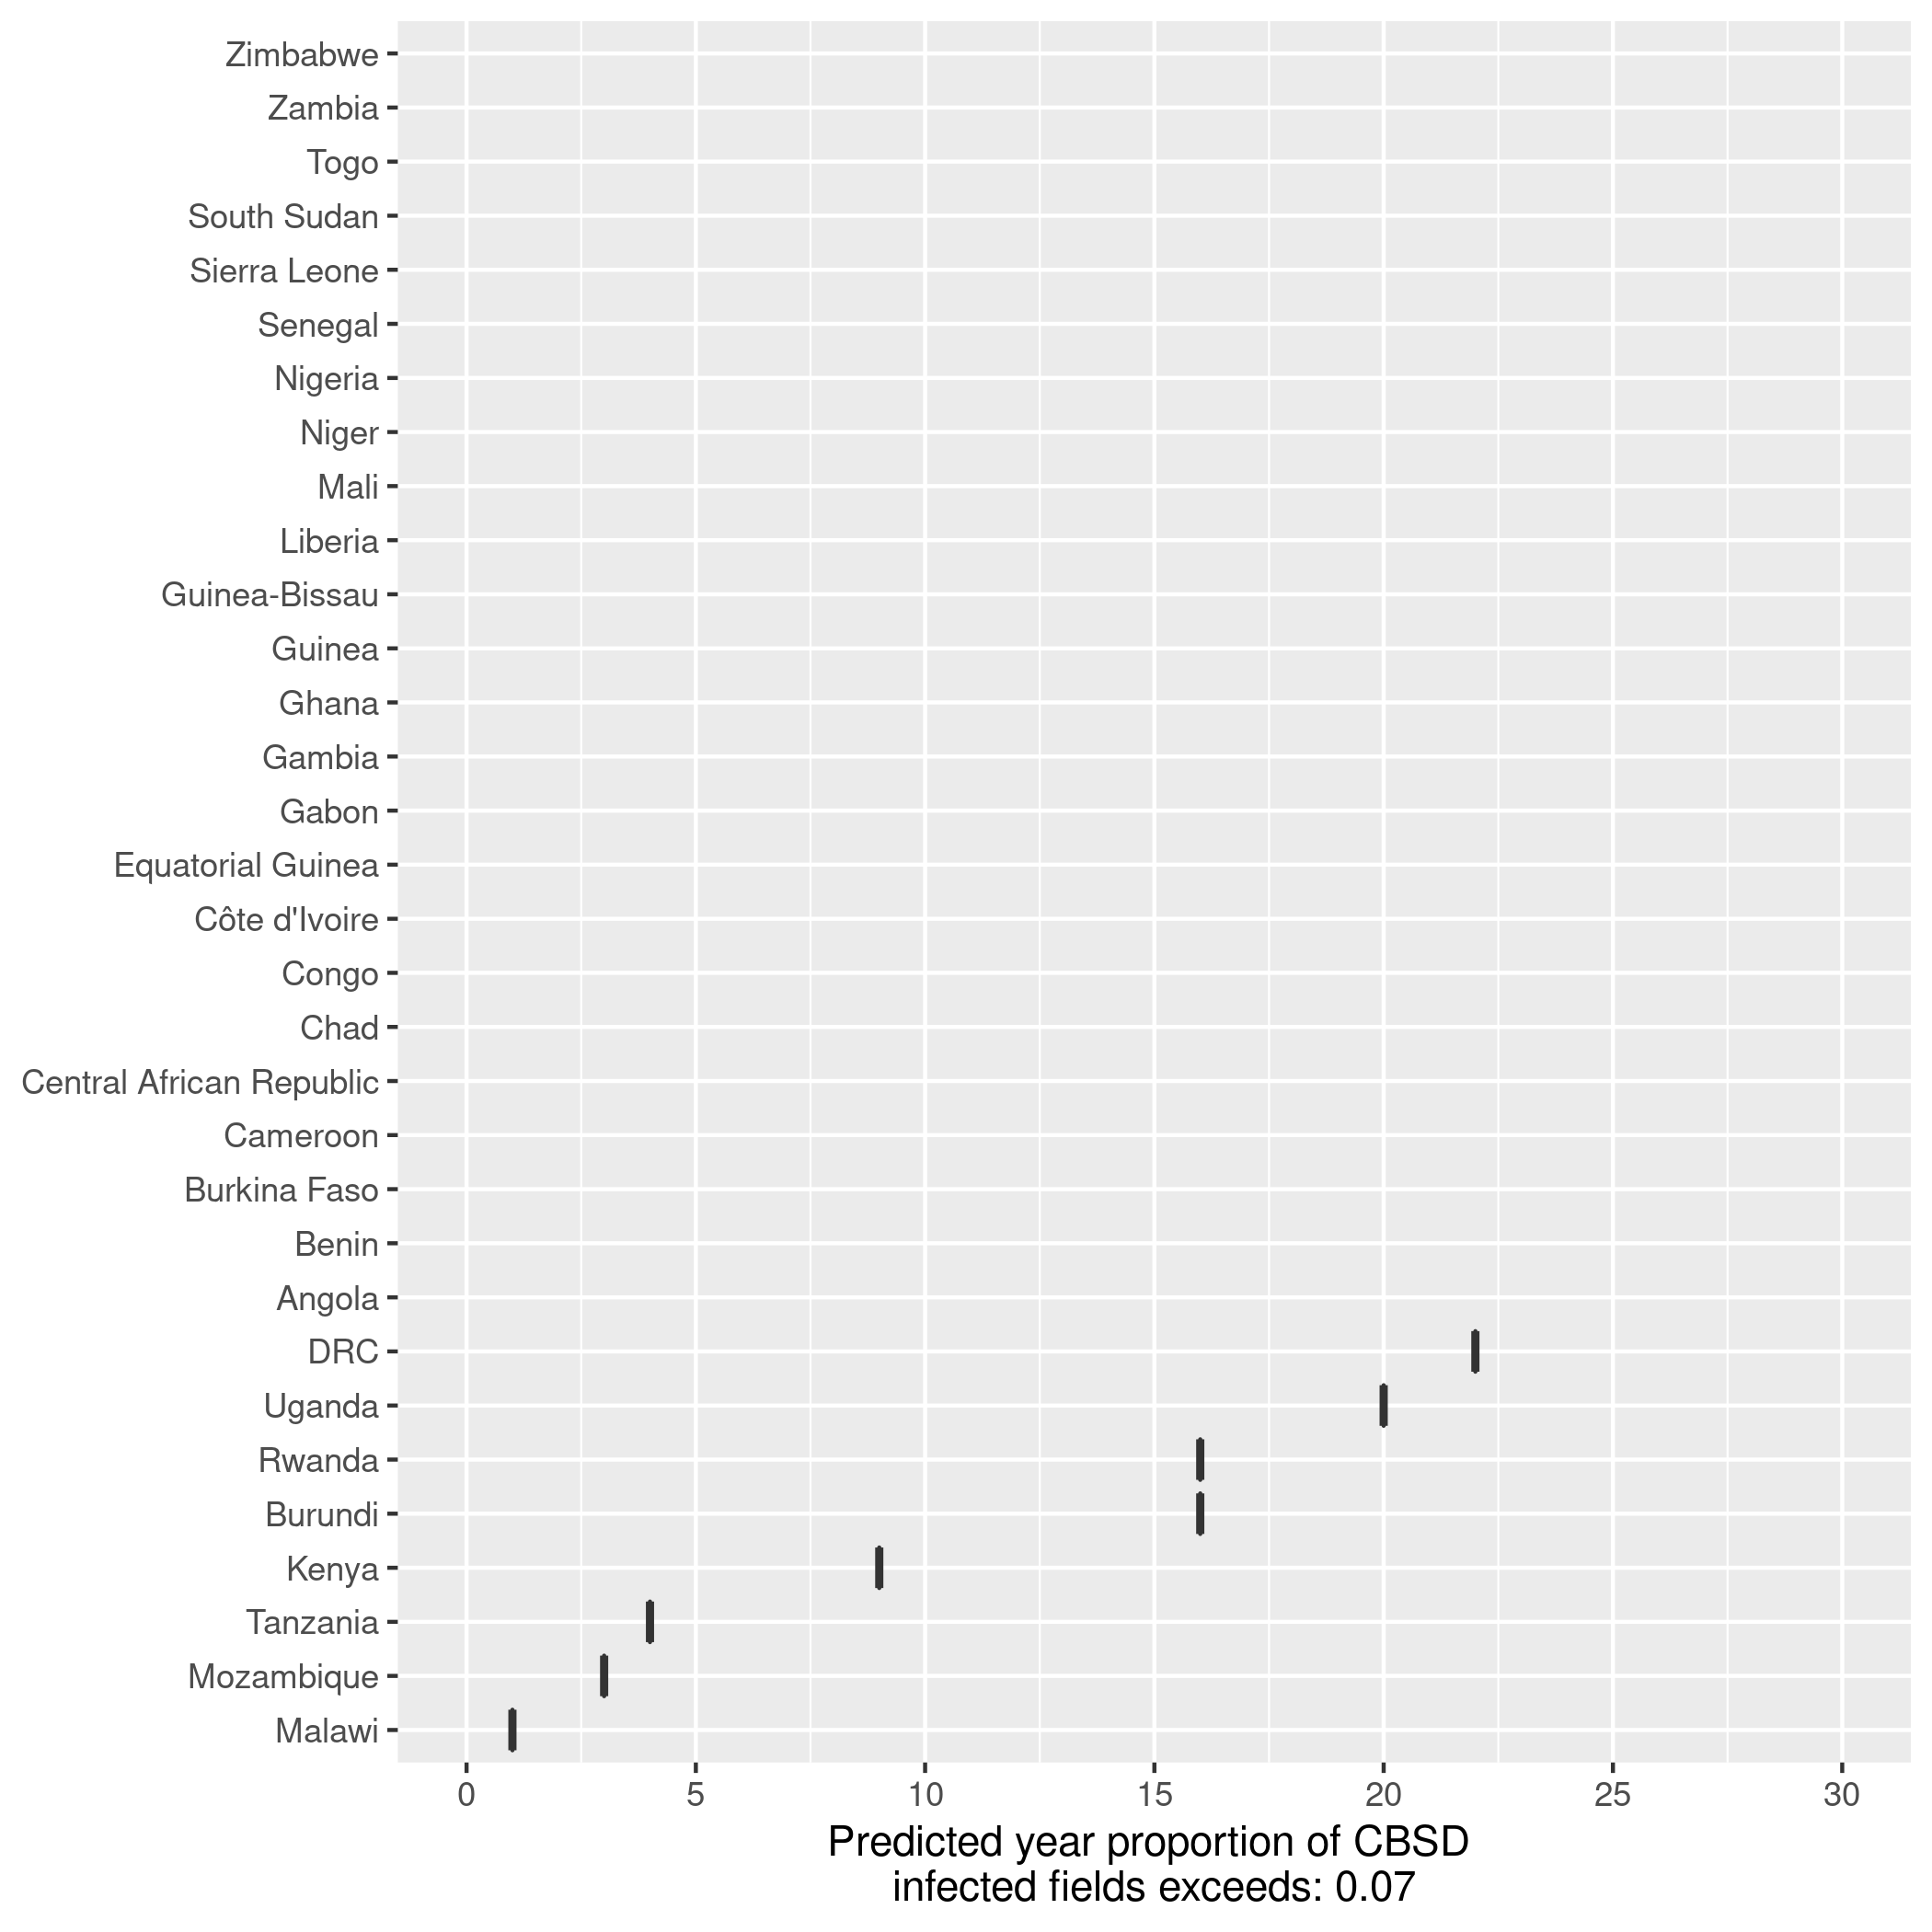 Zimbabwe
Zambia
Togo
South Sudan
Sierra Leone
Senegal
Nigeria
Niger
Mali
Liberia
Guinea-Bissau
Guinea
Ghana
Gambia
Gabon
Equatorial Guinea
Côte d'Ivoire
Congo
Chad
Central African Republic
Cameroon
Burkina Faso
Benin
Angola
DRC
Uganda
Rwanda
Burundi
Kenya
Tanzania
Mozambique
Malawi
0 5 10 15 20 25 30
Predicted year proportion of CBSD
infected fields exceeds: 0.07